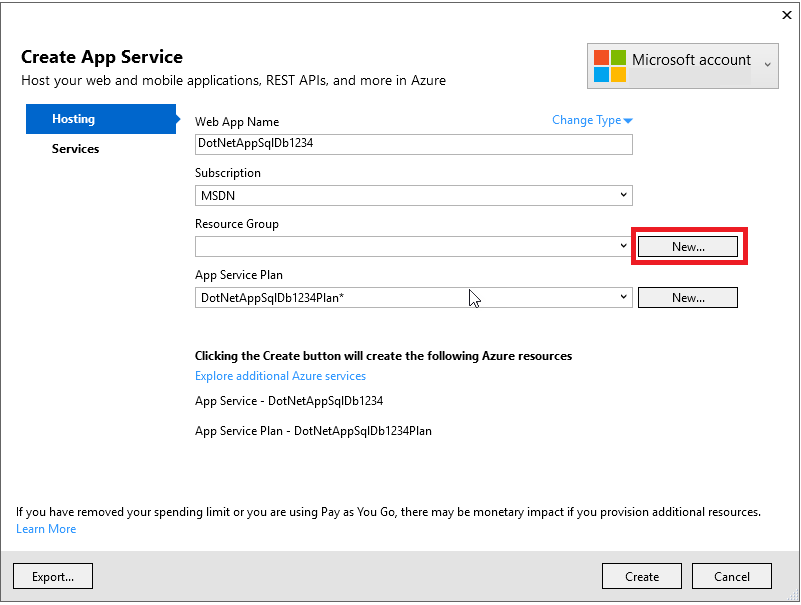 Create App Service
Host your web and mobile applications, REST APIs, and more in Azure
Microsoft account
Hosting
Services
Web App Name
Change Type
DotNetAppSqlDb1234
Subscription
MSDN
Resource Group
New...
App Service Plan
DotNetAppSqlDb1234Plan*
New...
Clicking the Create button will create the following Azure resources
Explore additional Azure services
App Service - DotNetAppSqlDb1234
App Service Plan - DotNetAppSqlDb1234Plan
If you have removed your spending limit or you are using Pay as You Go, there may be monetary impact if you provision additional resources.
Learn More
Export...
Create
Cancel